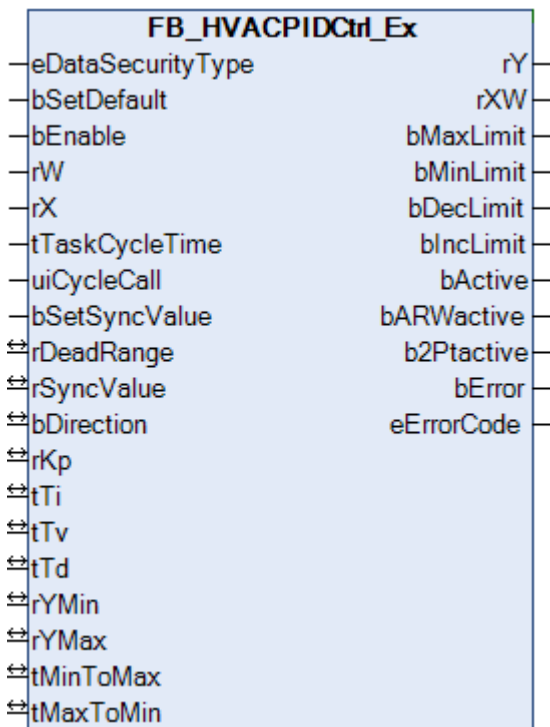 FB_HVACPIDCtrl_Ex
eDataSecurityType rY
bSetDefault rXW
bEnable bMaxLimit
rW bMinLimit
rX bDecLimit
tTaskCycleTime bIncLimit
uiCycleCall bActive
bSetSyncValue bARWactive
rDeadRange b2Ptactive
rSyncValue bError
bDirection eErrorCode
rKp
tTi
tTv
tTd
rYMin
rYMax
tMinToMax
tMaxToMin